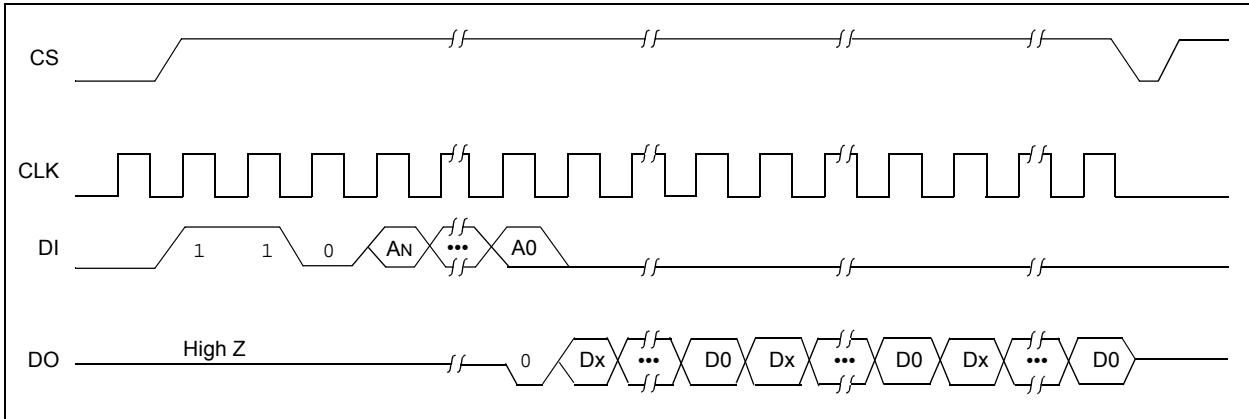 CS
CLK
DI 1 1 0 AN ••• A0
DO High Z 0 Dx ••• D0 Dx ••• D0 Dx ••• D0